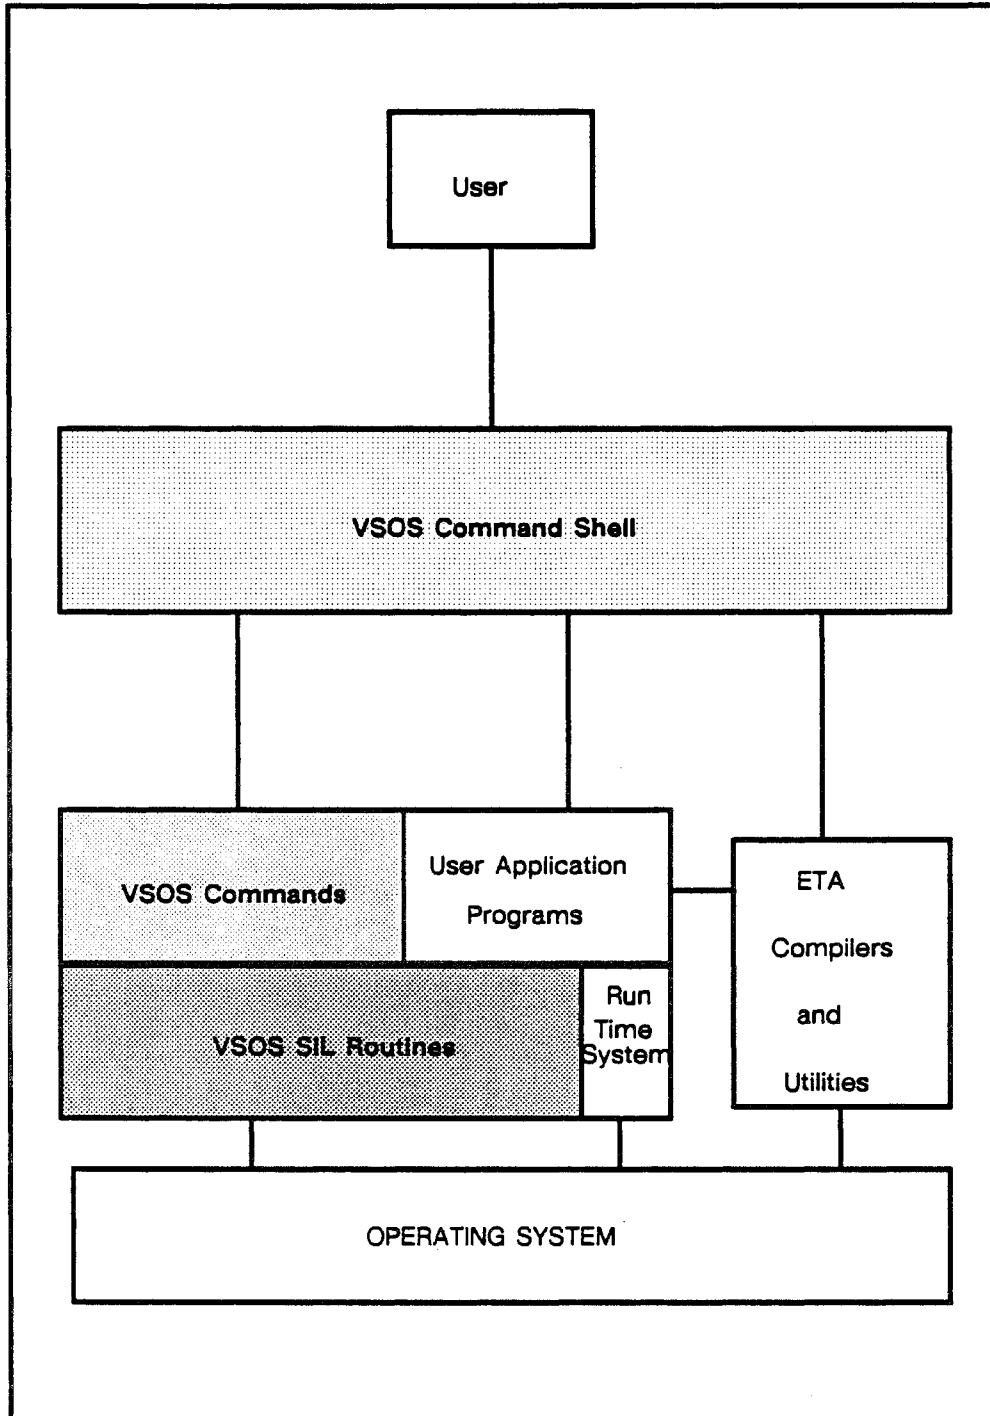 User
VSOS Command Shell
VSOS Commands
User Application
Programs
ETA
Compilers
and
Utilities
VSOS SIL Routines
Run
Time
System
OPERATING SYSTEM